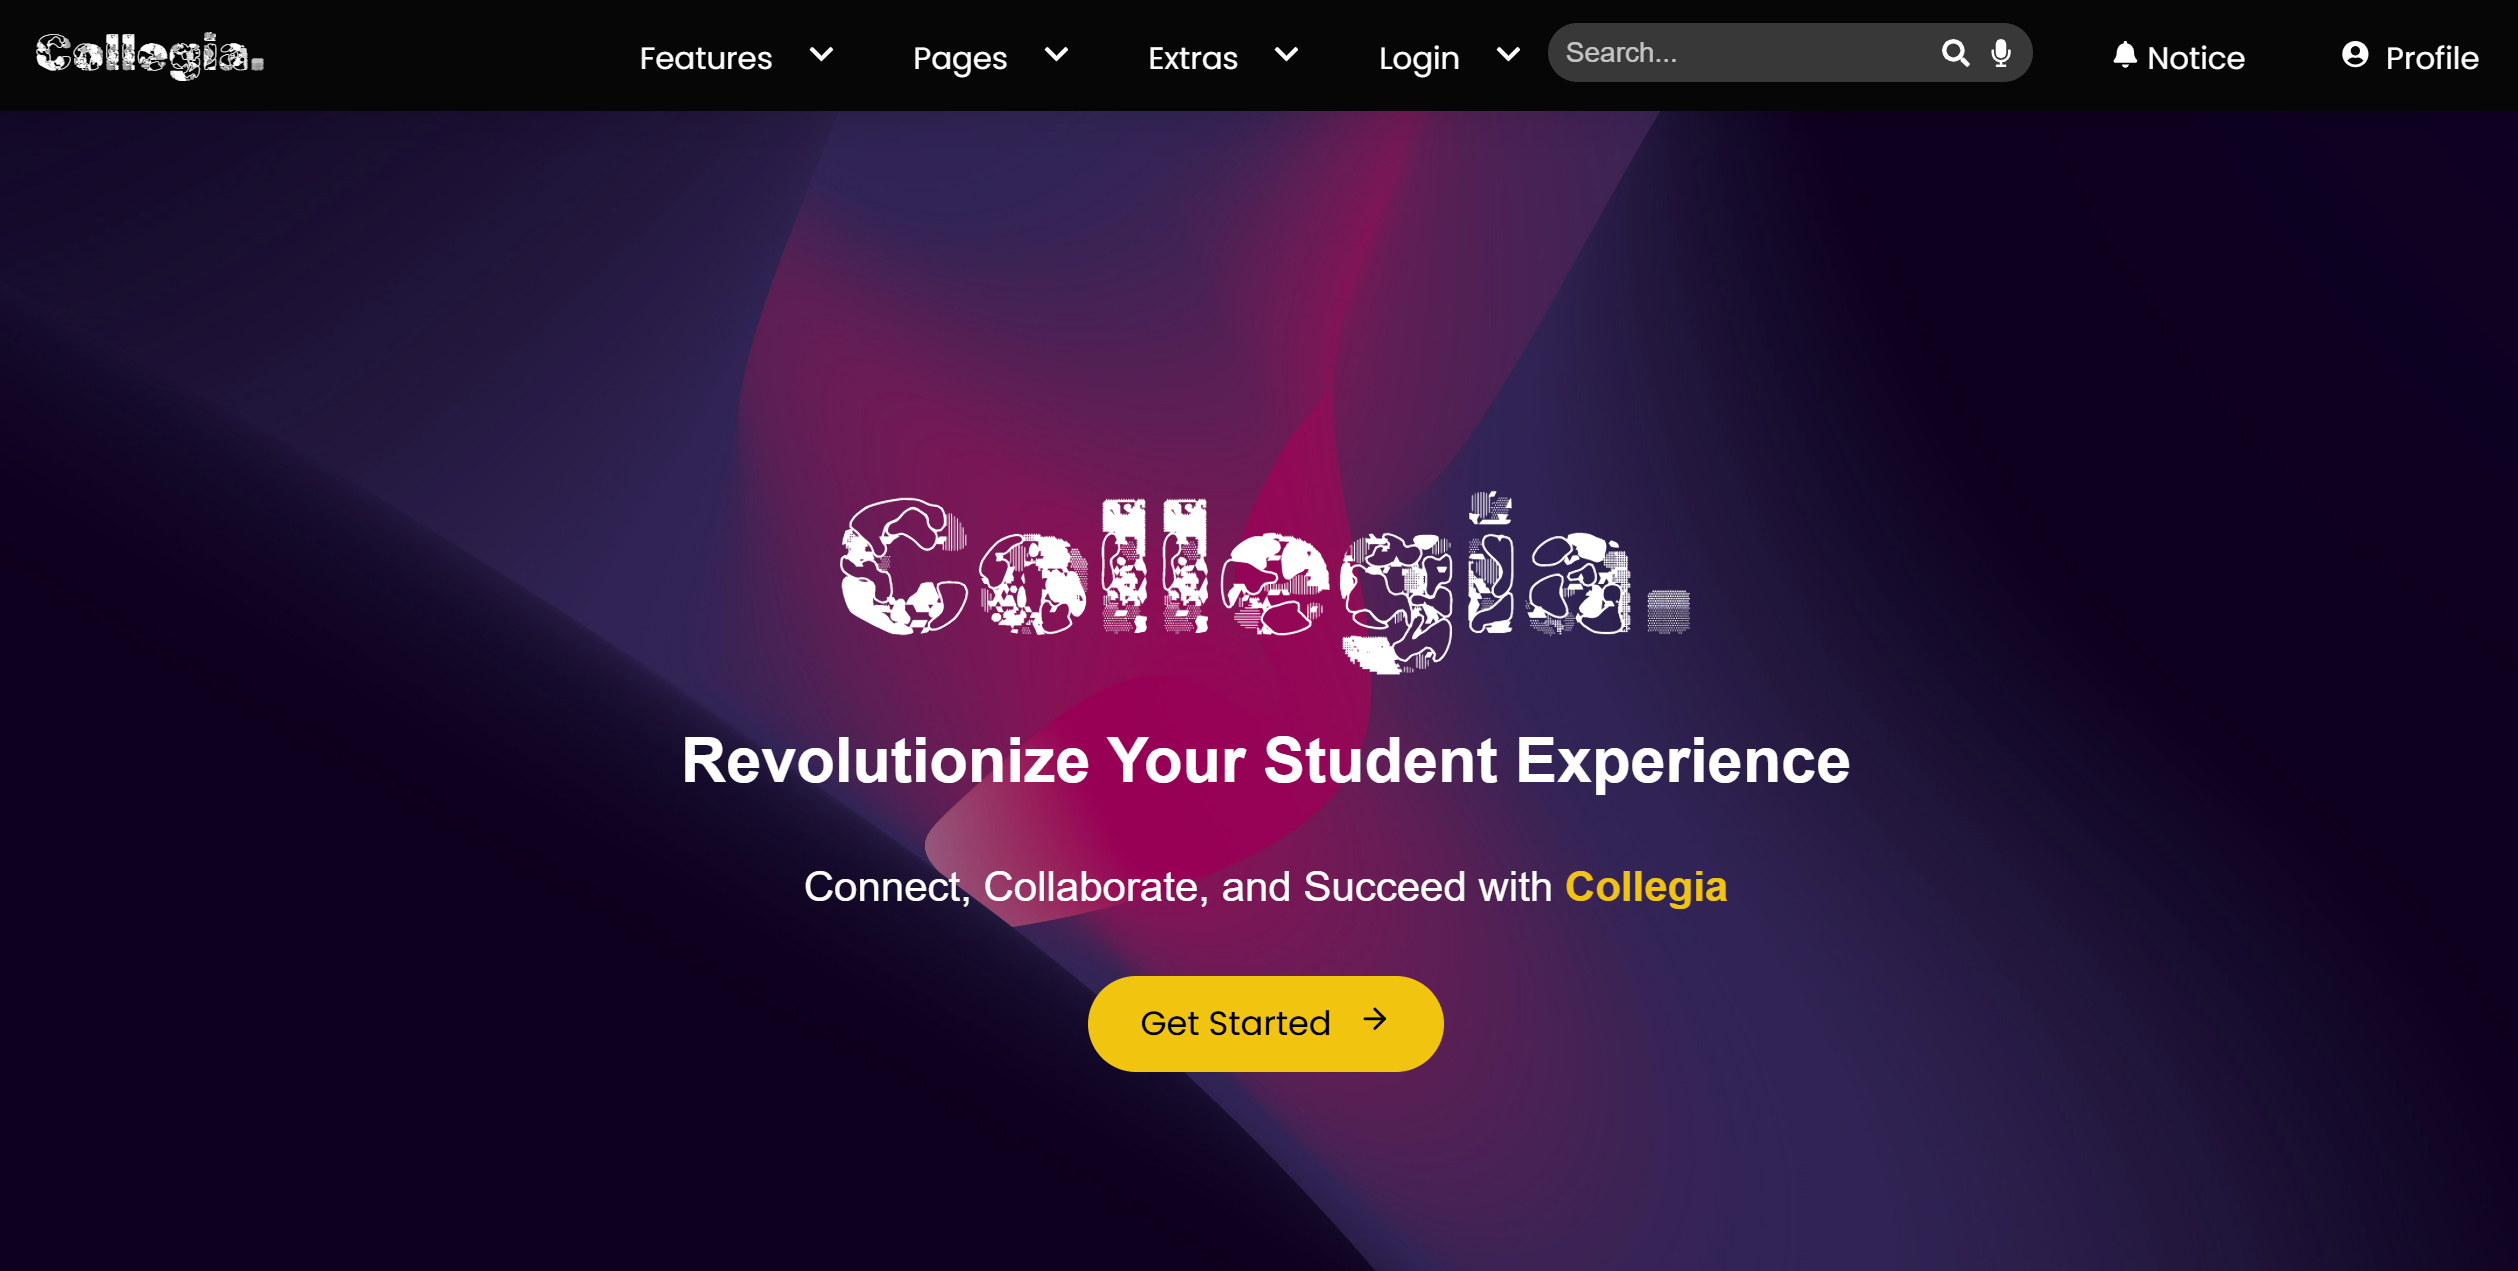 Collegia. Features Pages Extras Login Search... Notice Profile
Collegia.
Revolutionize Your Student Experience
Connect, Collaborate, and Succeed with Collegia
Get Started